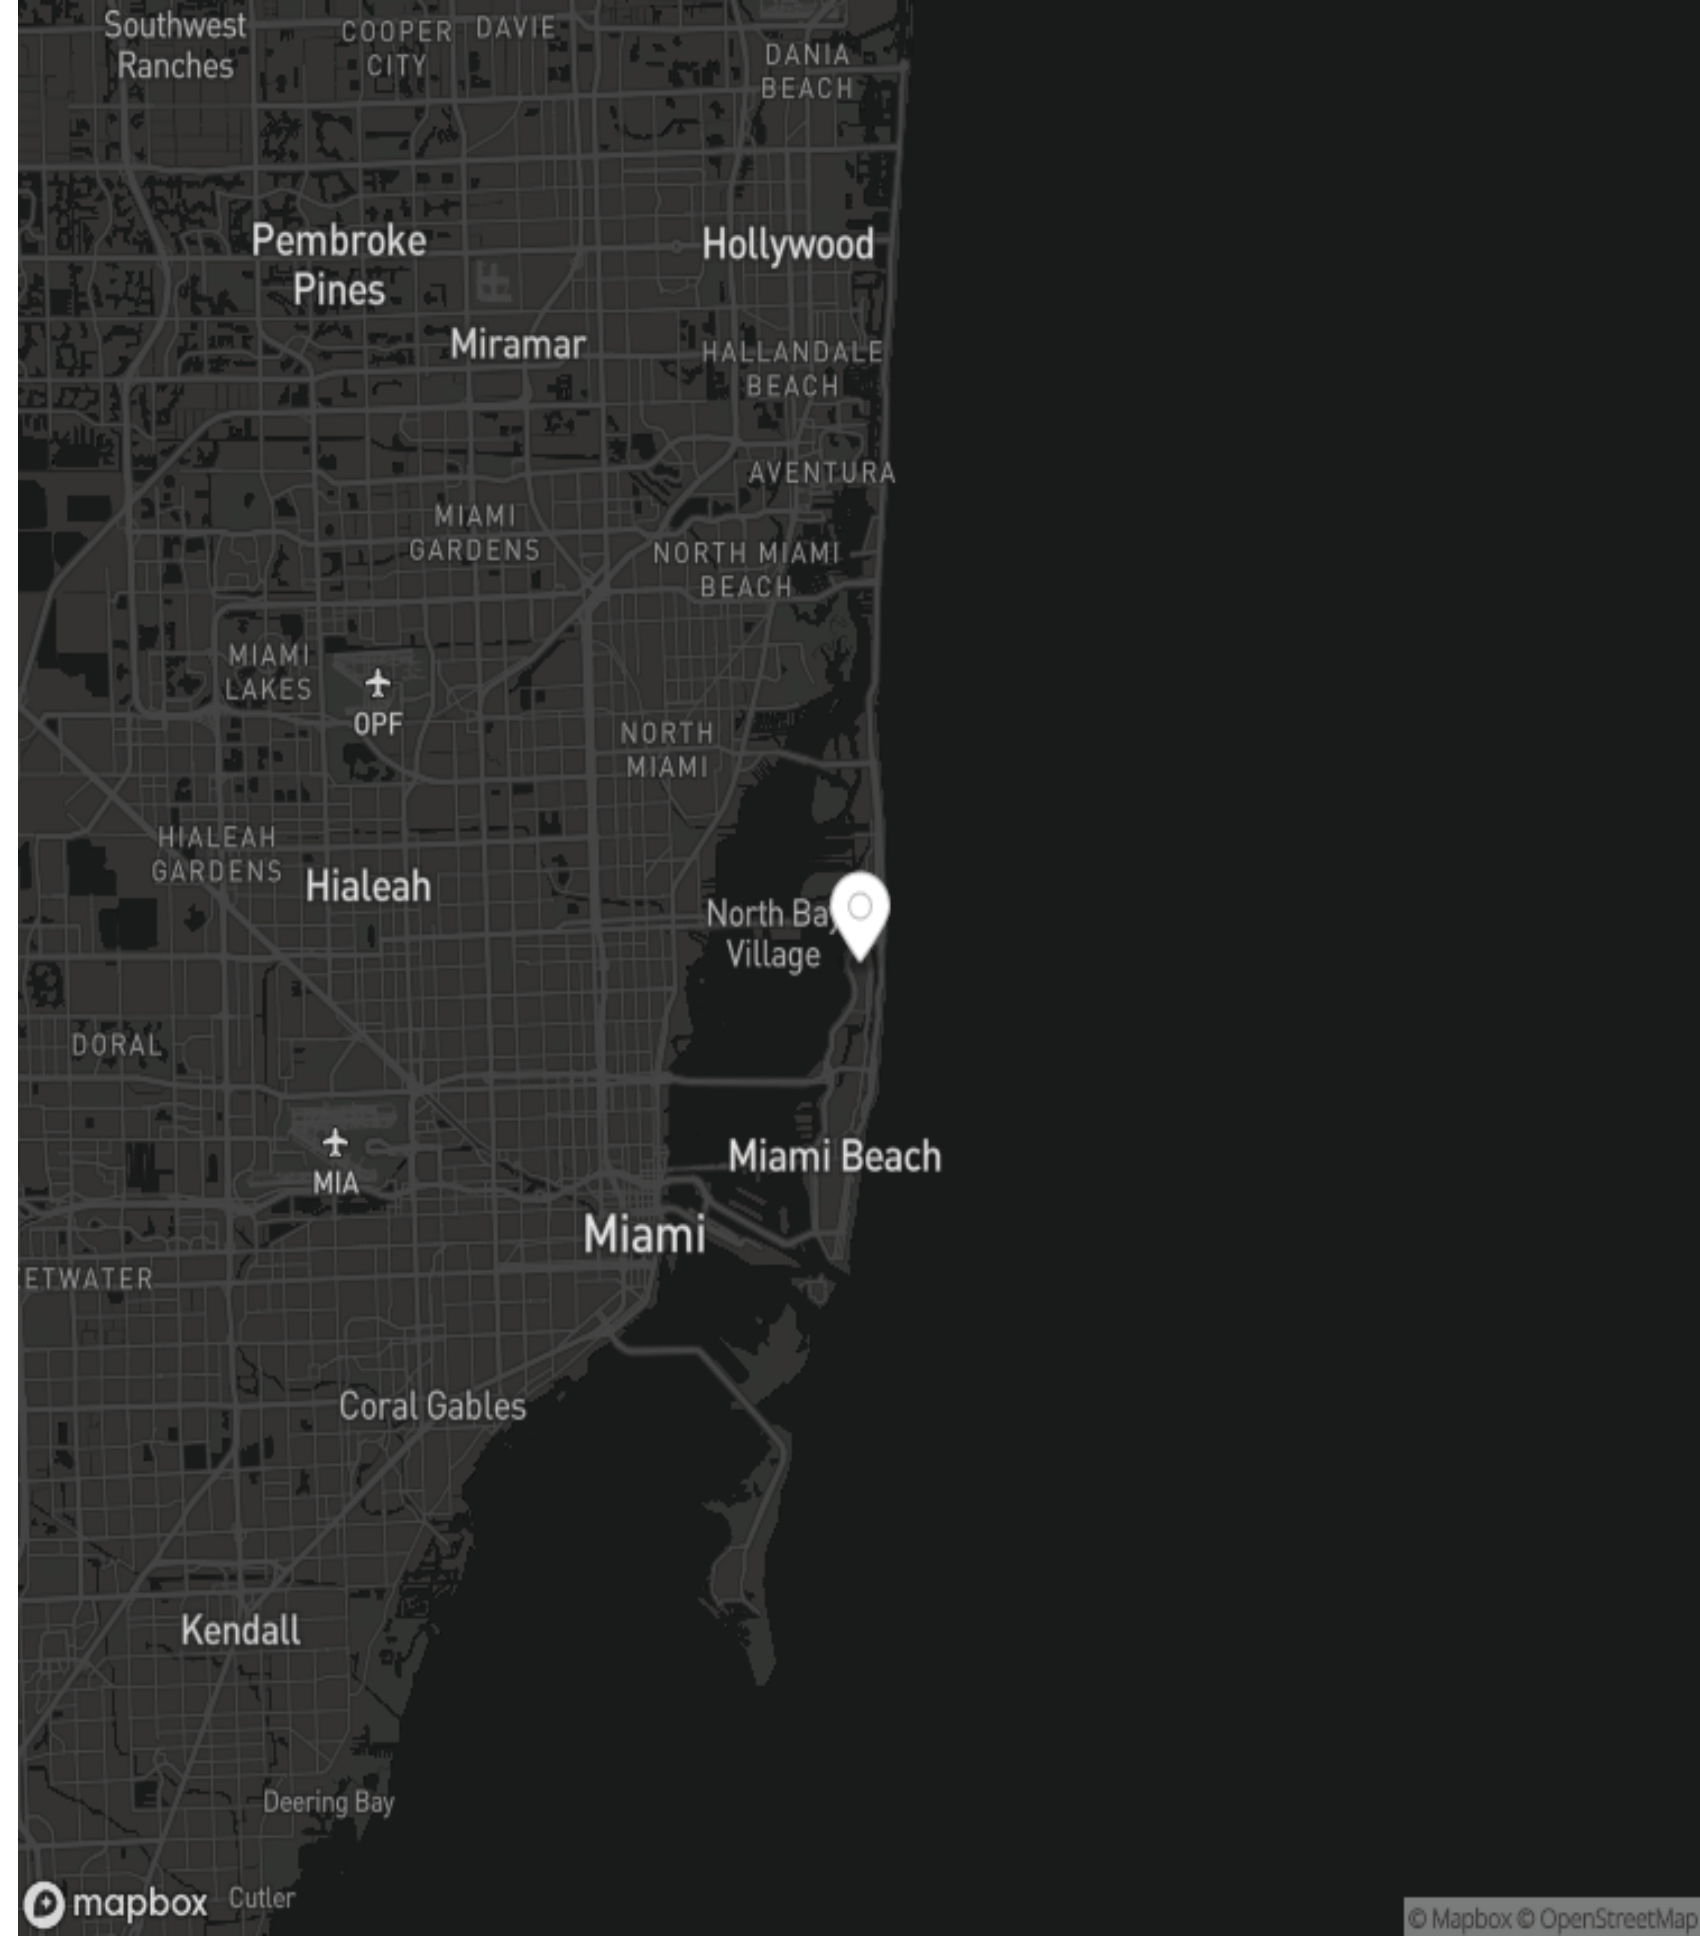 Southwest
Ranches
COOPER
CITY
DAVIE
DANIA
BEACH
Pembroke
Pines
Hollywood
Miramar
HALLANDALE
BEACH
AVENTURA
MIAMI
GARDENS
NORTH MIAMI
BEACH
MIAMI
LAKES
OPF
NORTH
MIAMI
HIALEAH
GARDENS
Hialeah
North Bay
Village
DORAL
MIA
Miami Beach
Miami
ETWATER
Coral Gables
Kendall
Deering Bay
Cutler
mapbox
© Mapbox © OpenStreetMap